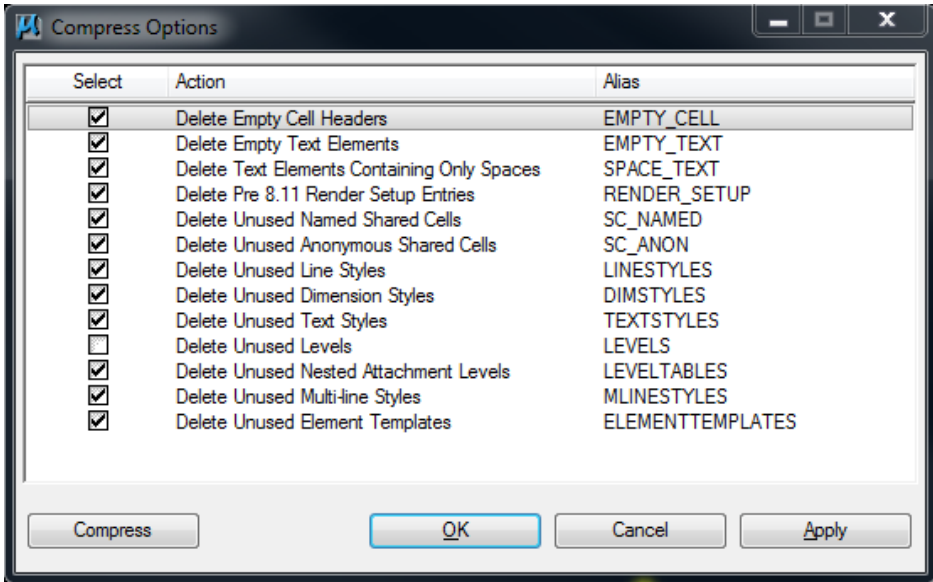 Compress Options
Select Action Alias
Delete Empty Cell Headers EMPTY_CELL
Delete Empty Text Elements EMPTY_TEXT
Delete Text Elements Containing Only Spaces SPACE_TEXT
Delete Pre 8.11 Render Setup Entries RENDER_SETUP
Delete Unused Named Shared Cells SC_NAMED
Delete Unused Anonymous Shared Cells SC_ANON
Delete Unused Line Styles LINESTYLES
Delete Unused Dimension Styles DIMSTYLES
Delete Unused Text Styles TEXTSTYLES
Delete Unused Levels LEVELS
Delete Unused Nested Attachment Levels LEVELTABLES
Delete Unused Multi-line Styles MLINESTYLES
Delete Unused Element Templates ELEMENTTEMPLATES
Compress OK Cancel Apply